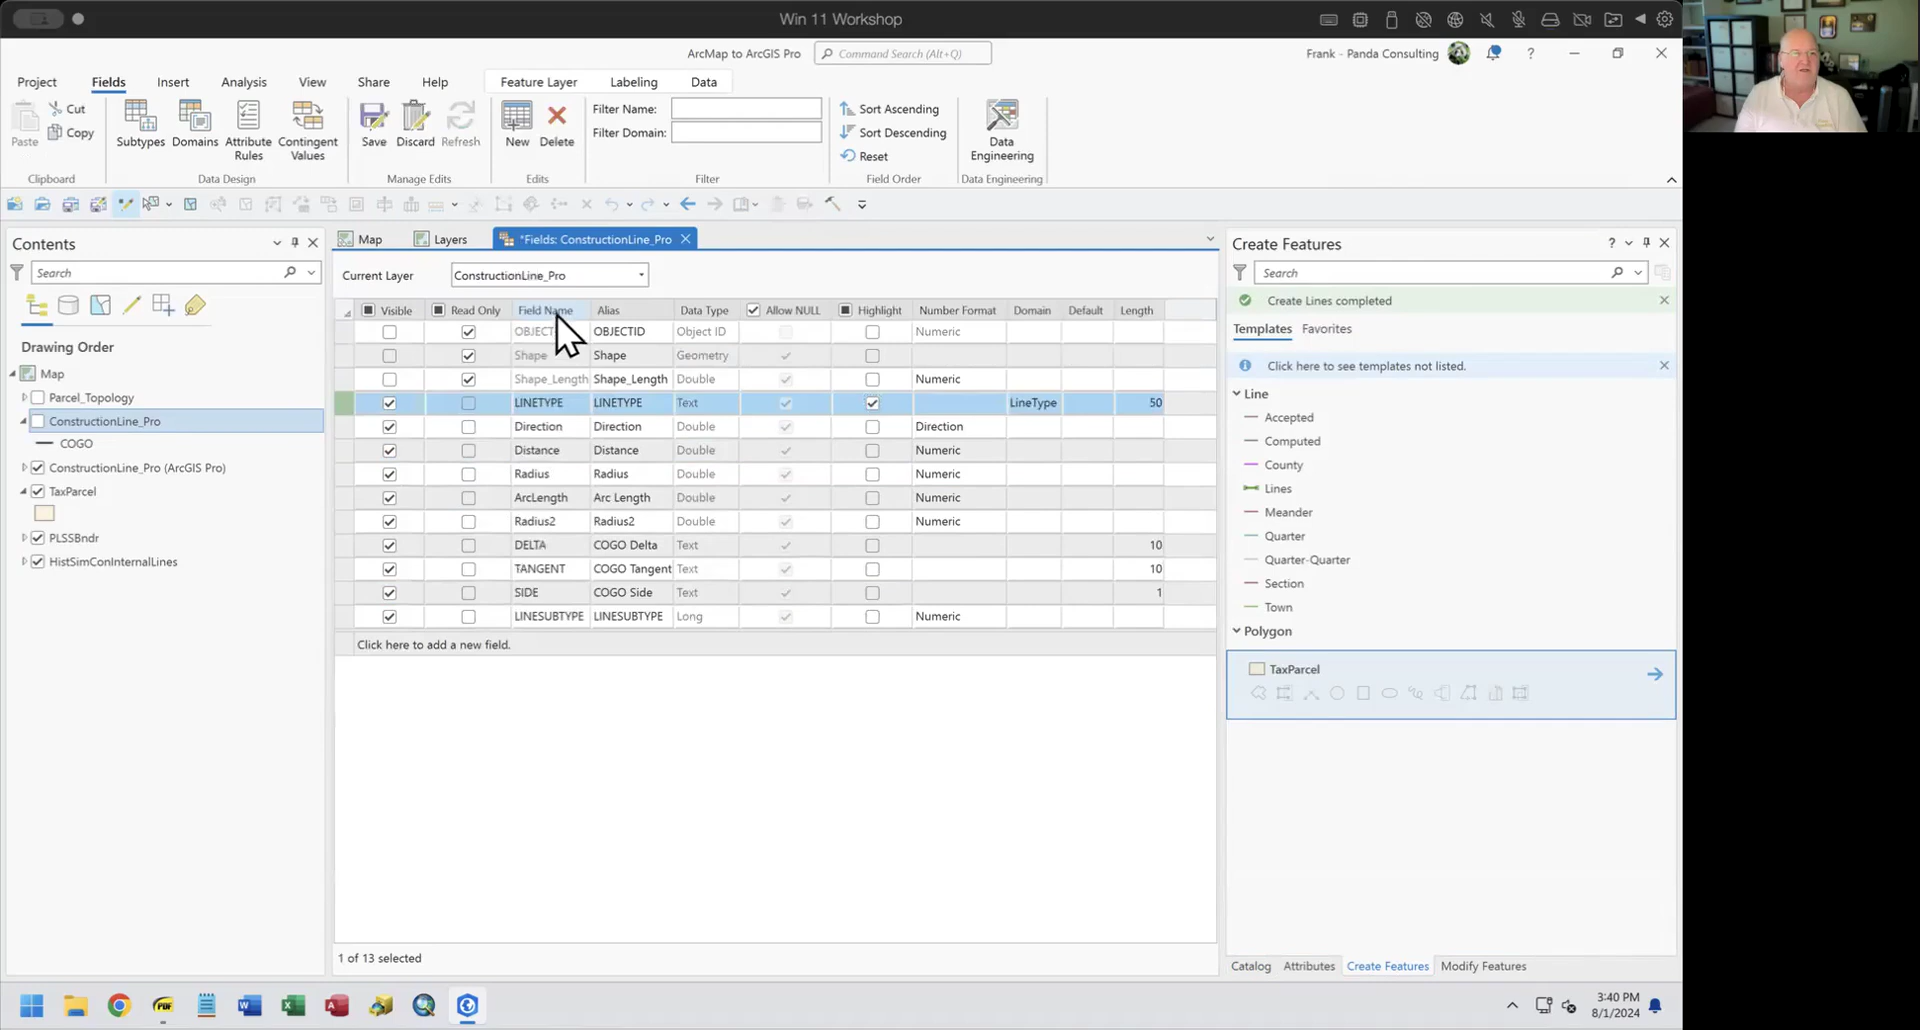 Win 11 Workshop
ArcMap to ArcGIS Pro
Command Search (Alt+Q)
Frank - Panda Consulting
?
Project Fields Insert Analysis View Share Help Feature Layer Labeling Data
Paste
Cut
Copy
Clipboard
Subtypes
Domains
Attribute Rules
Contingent Values
Data Design
Save
Discard
Refresh
Manage Edits
New
Delete
Edits
Filter Name:
Filter Domain:
Filter
Sort Ascending
Sort Descending
Reset
Field Order
Data Engineering
Data Engineering
Contents
Search
Drawing Order
Map
Parcel_Topology
ConstructionLine_Pro
COGO
ConstructionLine_Pro (ArcGIS Pro)
TaxParcel
PLSSBndr
HistSimConInternalLines
Map Layers *Fields: ConstructionLine_Pro
Current Layer ConstructionLine_Pro
Visible Read Only Field Name Alias Data Type Allow NULL Highlight Number Format Domain Default Length
OBJECT OBJECTID Object ID Numeric
Shape Shape Geometry
Shape_Length Shape_Length Double Numeric
LINETYPE LINETYPE Text LineType 50
Direction Direction Double Direction
Distance Distance Double Numeric
Radius Radius Double Numeric
ArcLength Arc Length Double Numeric
Radius2 Radius2 Double Numeric
DELTA COGO Delta Text 10
TANGENT COGO Tangent Text 10
SIDE COGO Side Text 1
LINESUBTYPE LINESUBTYPE Long Numeric
Click here to add a new field.
1 of 13 selected
Create Features
?
Search
Create Lines completed
Templates Favorites
Click here to see templates not listed.
Line
Accepted
Computed
County
Lines
Meander
Quarter
Quarter-Quarter
Section
Town
Polygon
TaxParcel
Catalog Attributes Create Features Modify Features
3:40 PM
8/1/2024